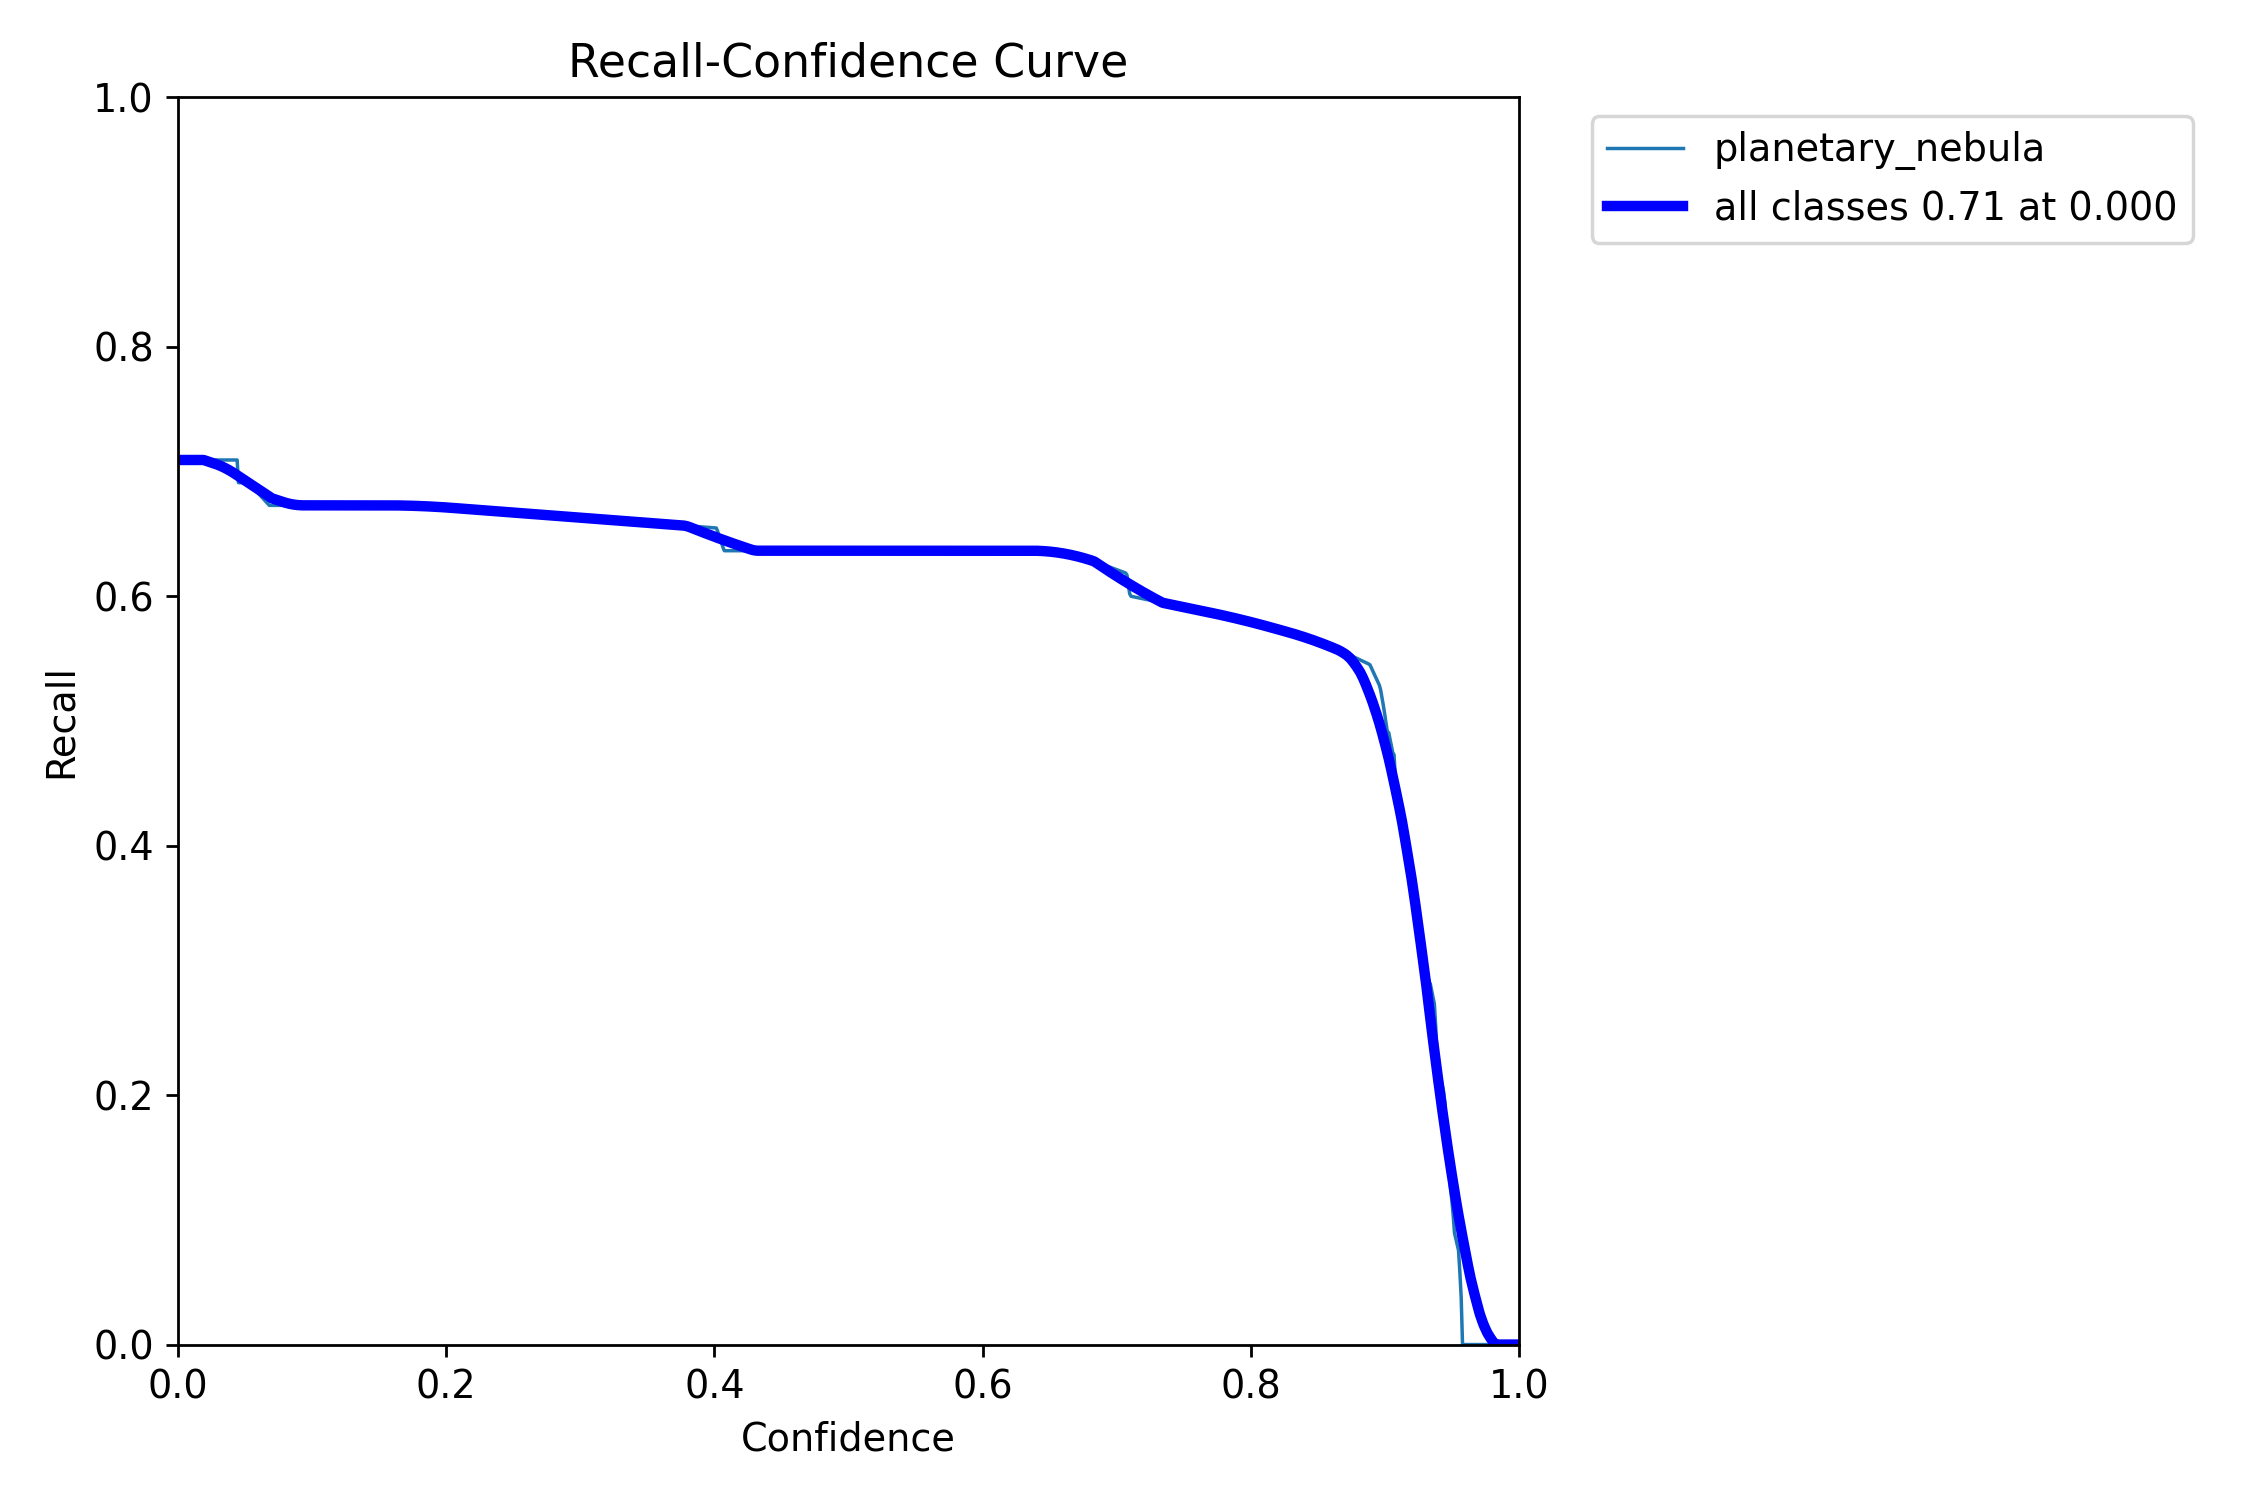 Recall-Confidence Curve
1.0
0.8
0.6
0.4
0.2
0.0
Recall
0.0 0.2 0.4 0.6 0.8 1.0
Confidence
planetary_nebula
all classes 0.71 at 0.000